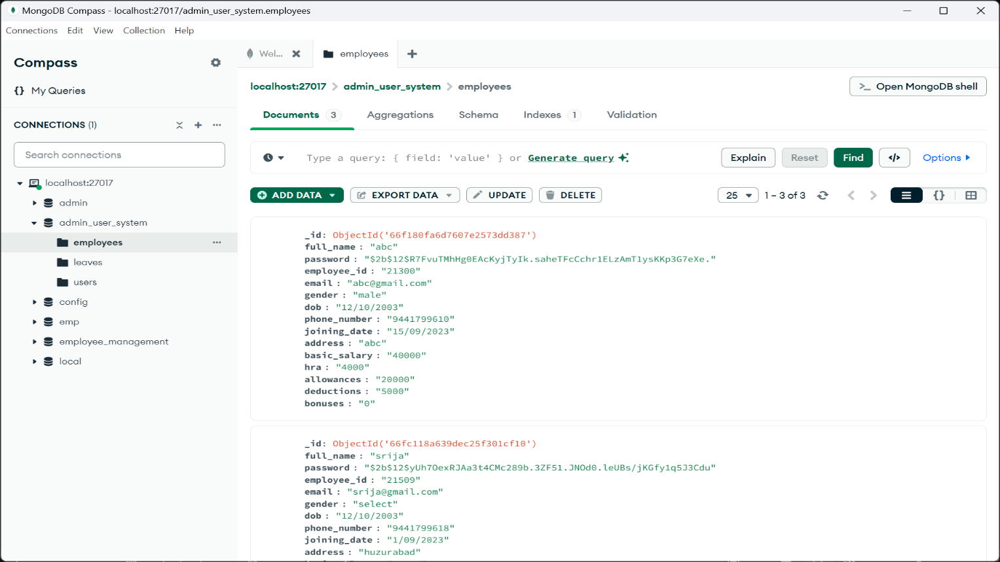 MongoDB Compass - localhost:27017/admin_user_system.employees
Connections Edit View Collection Help
Compass
{} My Queries
CONNECTIONS (1)
Search connections
localhost:27017
admin
admin_user_system
employees
leaves
users
config
emp
employee_management
local
Wel...
employees
localhost:27017 > admin_user_system > employees
>_ Open MongoDB shell
Documents 3 Aggregations Schema Indexes 1 Validation
Type a query: { field: 'value' } or Generate query
Explain Reset Find </> Options
ADD DATA EXPORT DATA UPDATE DELETE
25 1 – 3 of 3 {}
_id: ObjectId('66f180fa6d7607e2573dd387')
full_name : "abc"
password : "$2b$12$R7FvuTMhHg0EAcKyjTyIk.saheTFcCchr1ELzAmT1ysKKp3G7eXe."
employee_id : "21300"
email : "abc@gmail.com"
gender : "male"
dob : "12/10/2003"
phone_number : "9441799610"
joining_date : "15/09/2023"
address : "abc"
basic_salary : "40000"
hra : "4000"
allowances : "20000"
deductions : "5000"
bonuses : "0"
_id: ObjectId('66fc118a639dec25f301cf10')
full_name : "srija"
password : "$2b$12$yUh7OexRJAa3t4CMc289b.3ZF51.JNOd0.leUBs/jKGfy1q5J3Cdu"
employee_id : "21509"
email : "srija@gmail.com"
gender : "select"
dob : "12/10/2003"
phone_number : "9441799618"
joining_date : "1/09/2023"
address : "huzurabad"